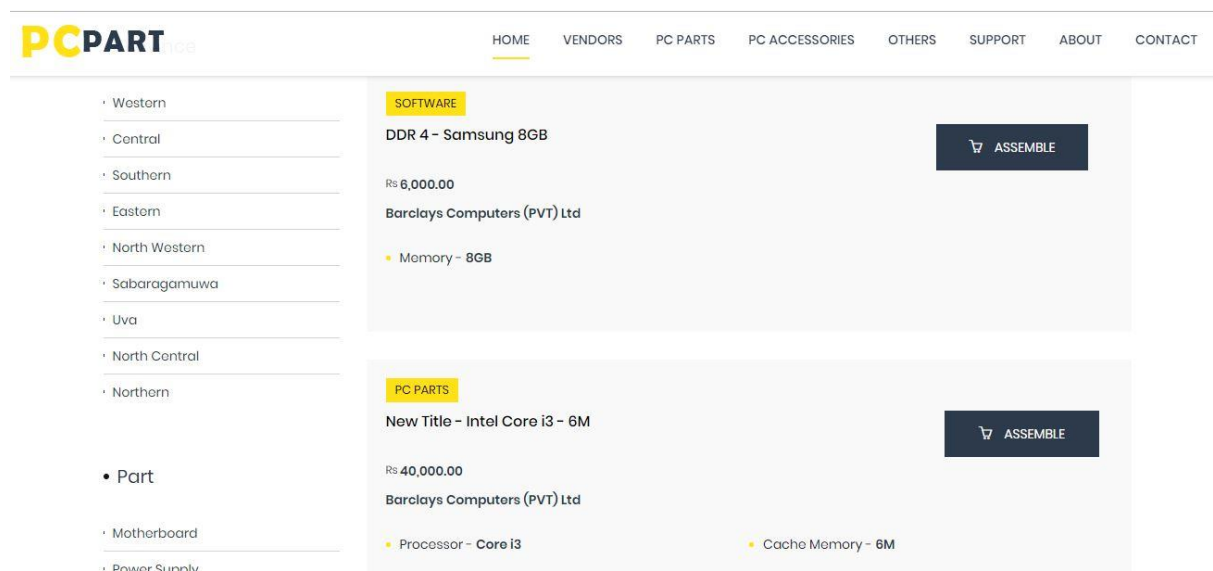 PCPART
HOME VENDORS PC PARTS PC ACCESSORIES OTHERS SUPPORT ABOUT CONTACT
Western
Central
Southern
Eastern
North Western
Sabaragamuwa
Uva
North Central
Northern
Part
Motherboard
Power Supply
SOFTWARE
DDR 4 - Samsung 8GB
ASSEMBLE
Rs 6,000.00
Barclays Computers (PVT) Ltd
Memory - 8GB
PC PARTS
New Title - Intel Core i3 - 6M
ASSEMBLE
Rs 40,000.00
Barclays Computers (PVT) Ltd
Processor - Core i3
Cache Memory - 6M